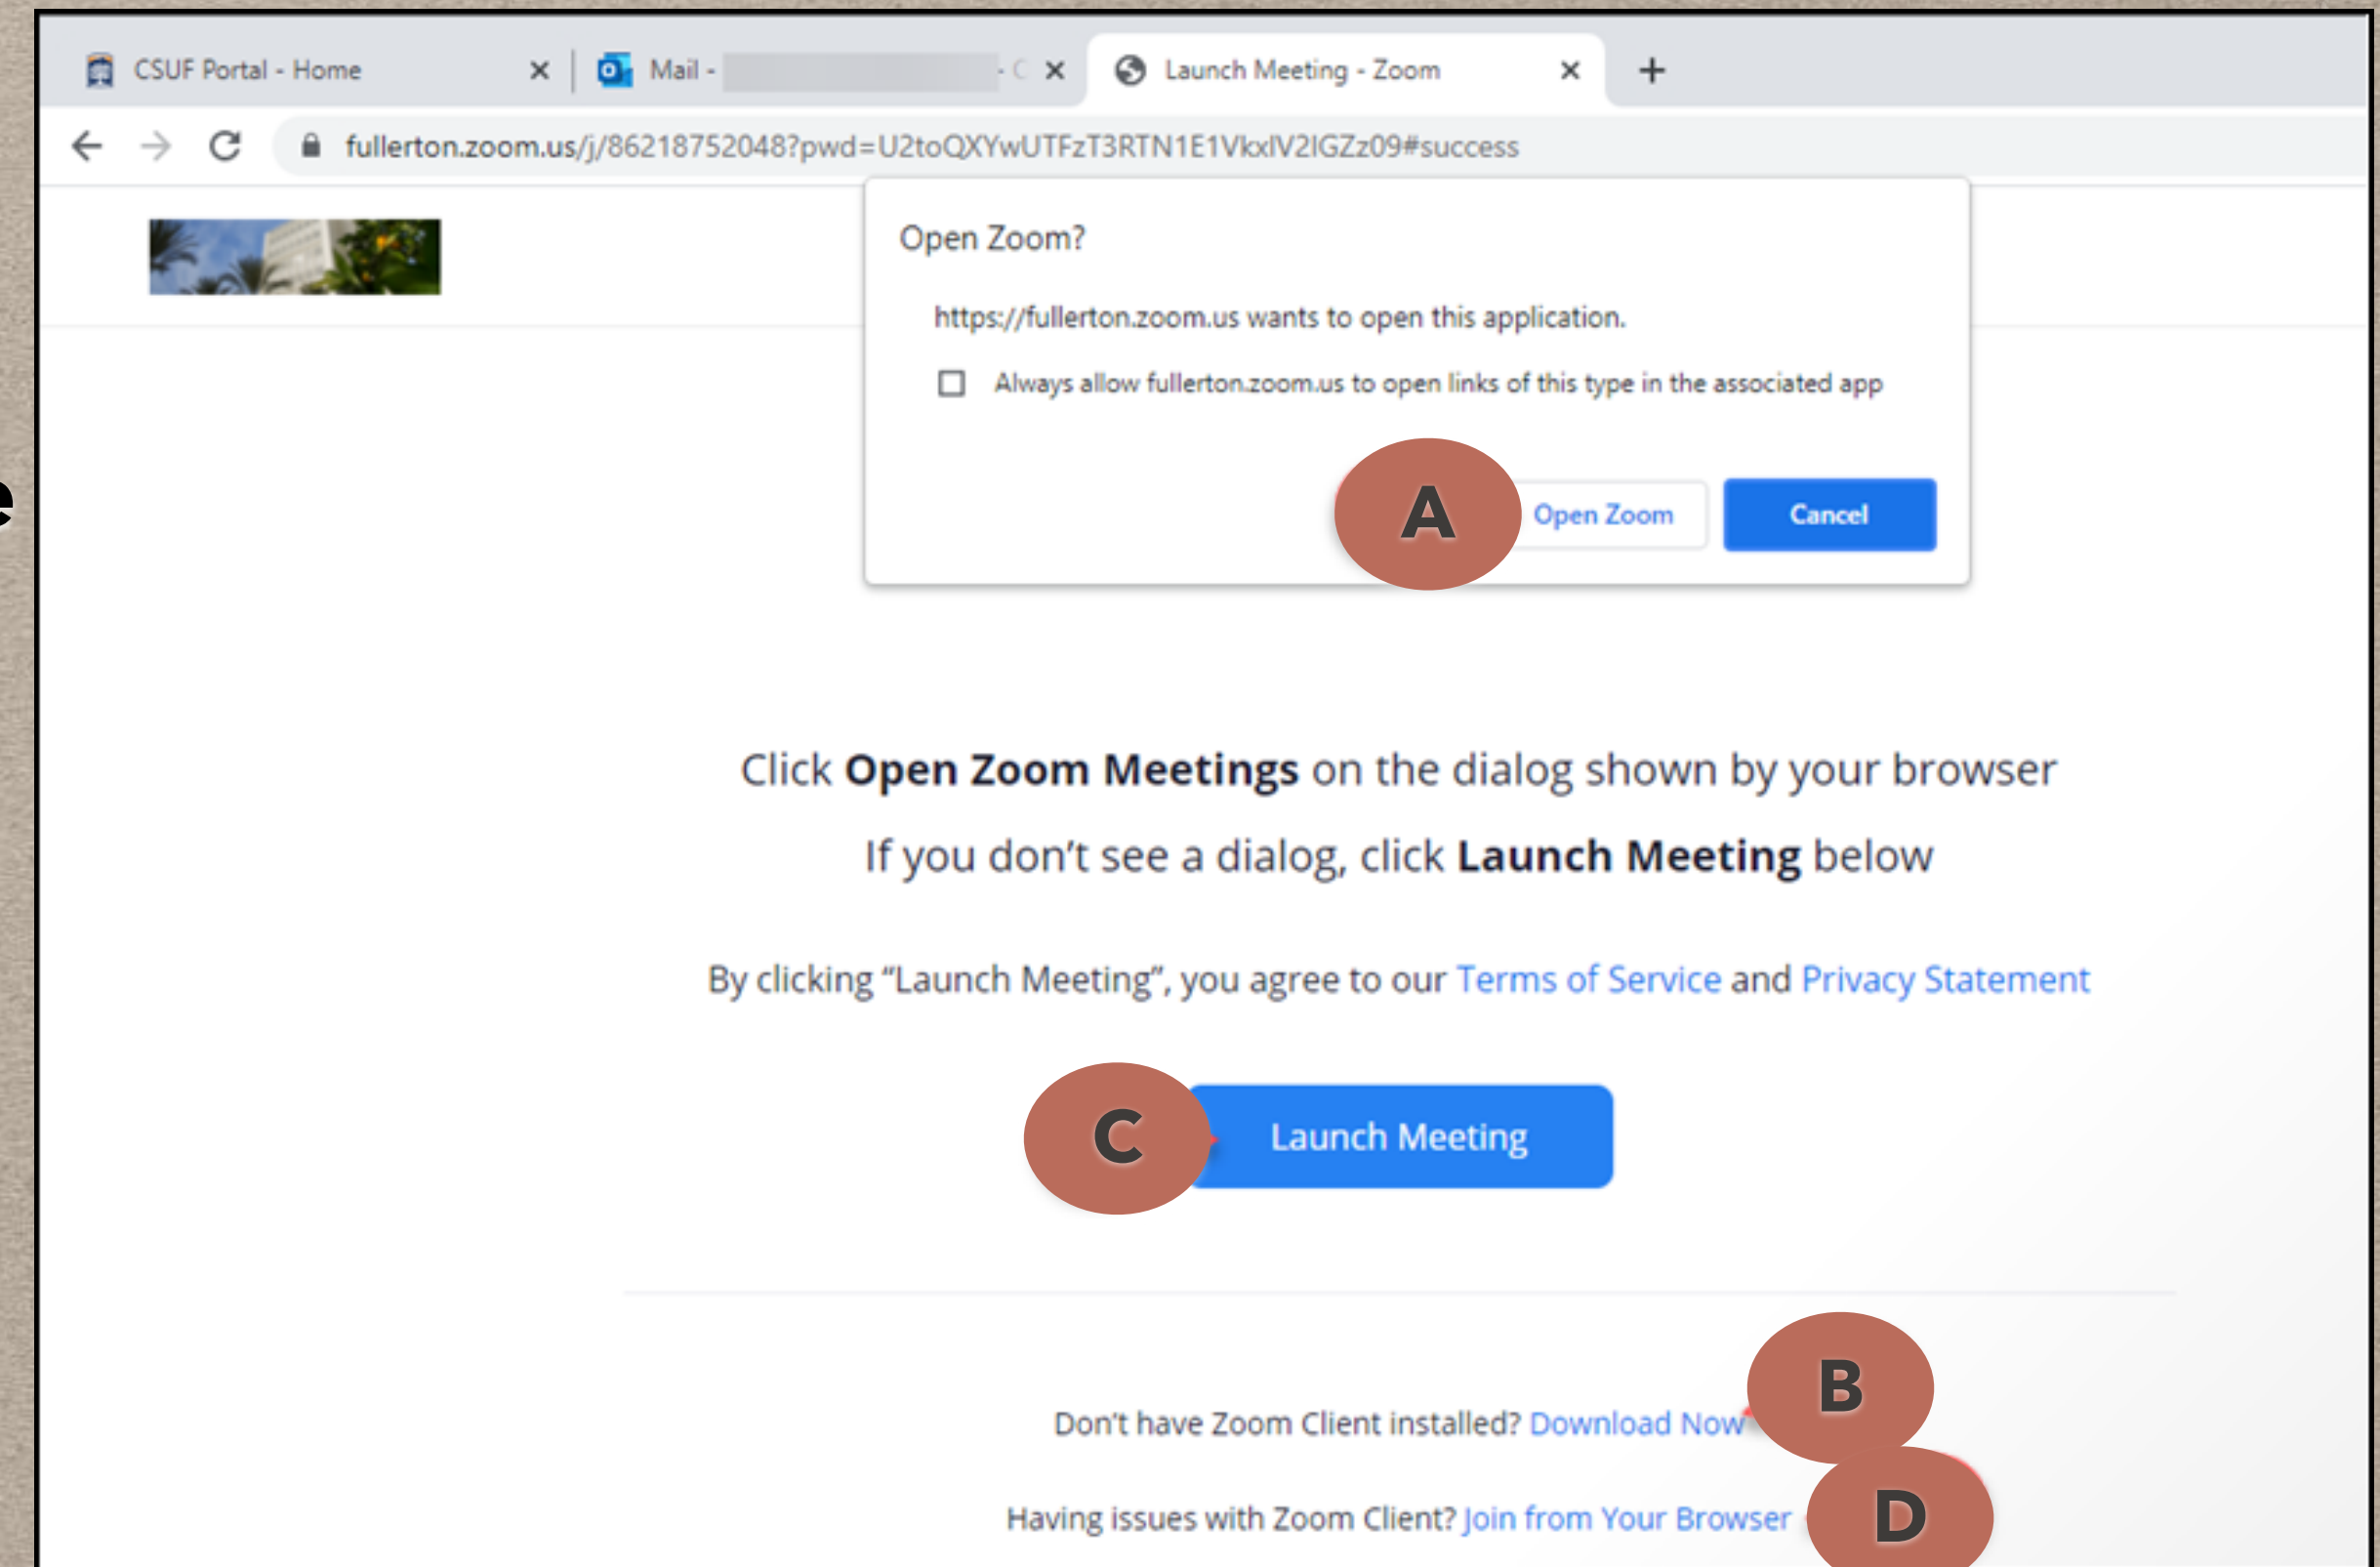 CSUF Portal - Home
Mail -
Launch Meeting - Zoom
fullerton.zoom.us/j/86218752048?pwd=U2toQXYwUTFzT3RTN1E1VkxlV2lGZz09#success
Open Zoom?
https://fullerton.zoom.us wants to open this application.
Always allow fullerton.zoom.us to open links of this type in the associated app
A
Open Zoom
Cancel
e
Click Open Zoom Meetings on the dialog shown by your browser
If you don't see a dialog, click Launch Meeting below
By clicking “Launch Meeting”, you agree to our Terms of Service and Privacy Statement
C
Launch Meeting
B
Don't have Zoom Client installed? Download Now
D
Having issues with Zoom Client? Join from Your Browser